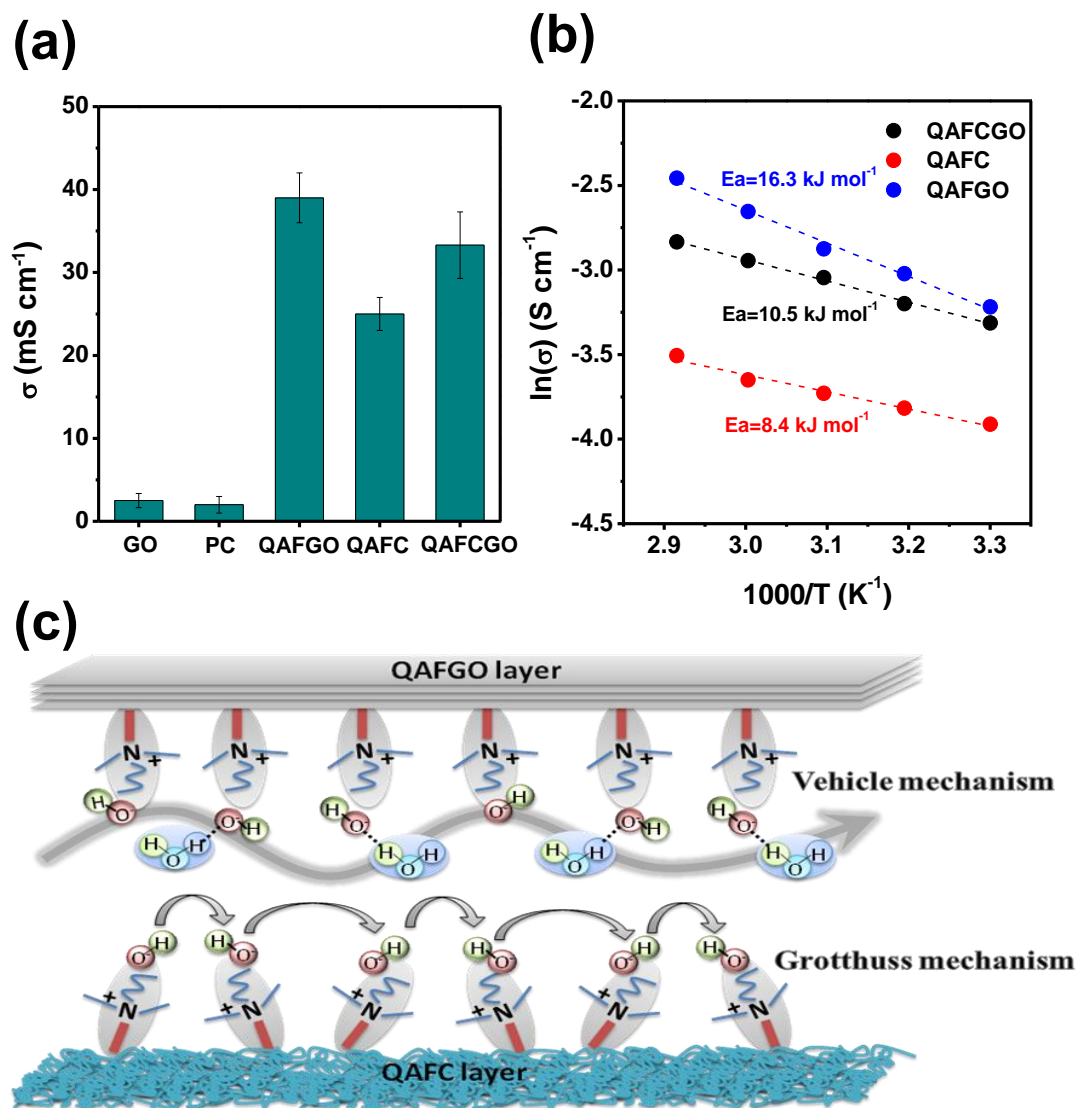 (a)
σ (mS cm⁻¹)
50
40
30
20
10
0
GO PC QAFGO QAFC QAFCGO
(b)
ln(σ) (S cm⁻¹)
-2.0
-2.5
-3.0
-3.5
-4.0
-4.5
QAFCGO
QAFC
QAFGO
Ea=16.3 kJ mol⁻¹
Ea=10.5 kJ mol⁻¹
Ea=8.4 kJ mol⁻¹
2.9 3.0 3.1 3.2 3.3
1000/T (K⁻¹)
(c)
QAFGO layer
N+ N+ N+ N+ N+ N+
Vehicle mechanism
H O⁻ O⁻ H H O⁻ O⁻ H O⁻ H H O⁻
H O H H O H H O H H O H
O⁻ H H O⁻ O⁻ H H O⁻ O⁻ H H O⁻
Grotthuss mechanism
+N +N +N +N +N +N
QAFC layer